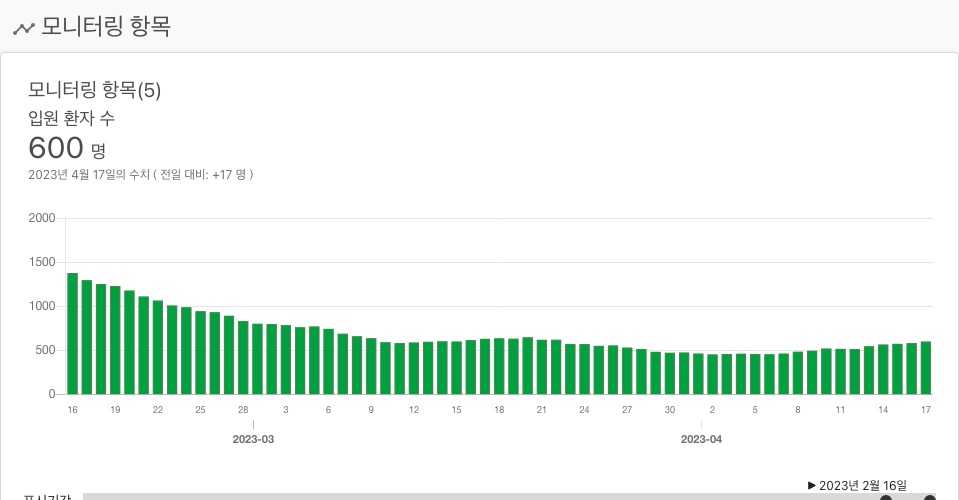 모니터링 항목
모니터링 항목(5)
입원 환자 수
600 명
2023년 4월 17일의 수치 ( 전일 대비: +17 명 )
2000
1500
1000
500
0
16 19 22 25 28 3 6 9 12 15 18 21 24 27 30 2 5 8 11 14 17
2023-03 2023-04
▶ 2023년 2월 16일
표시기간